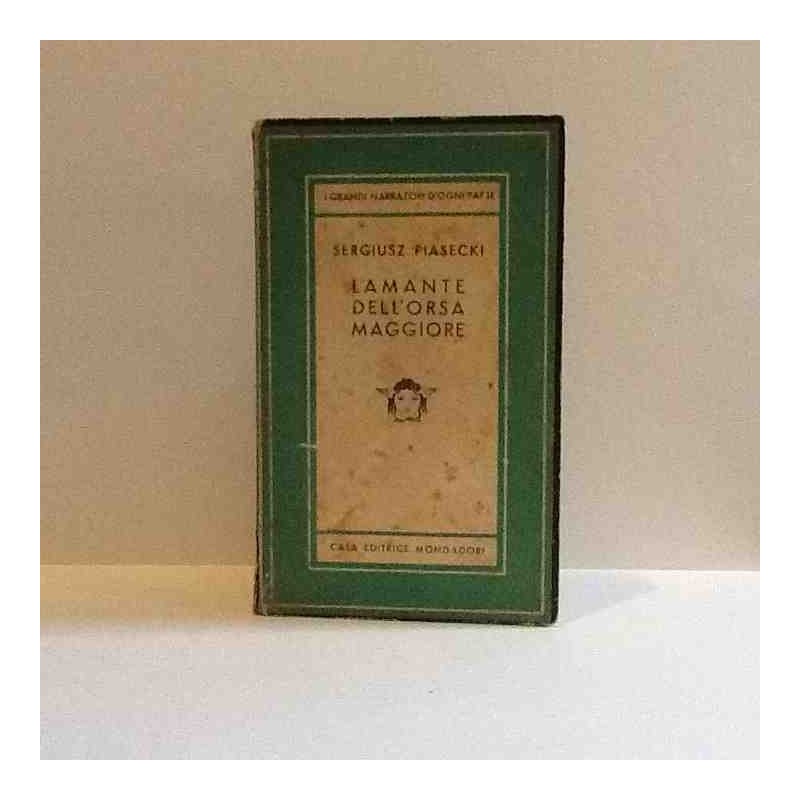 I GRANDI NARRATORI D'OGNI PAESE
SERGIUSZ PIASECKI
L'AMANTE
DELL'ORSA
MAGGIORE
CASA EDITRICE MONDADORI